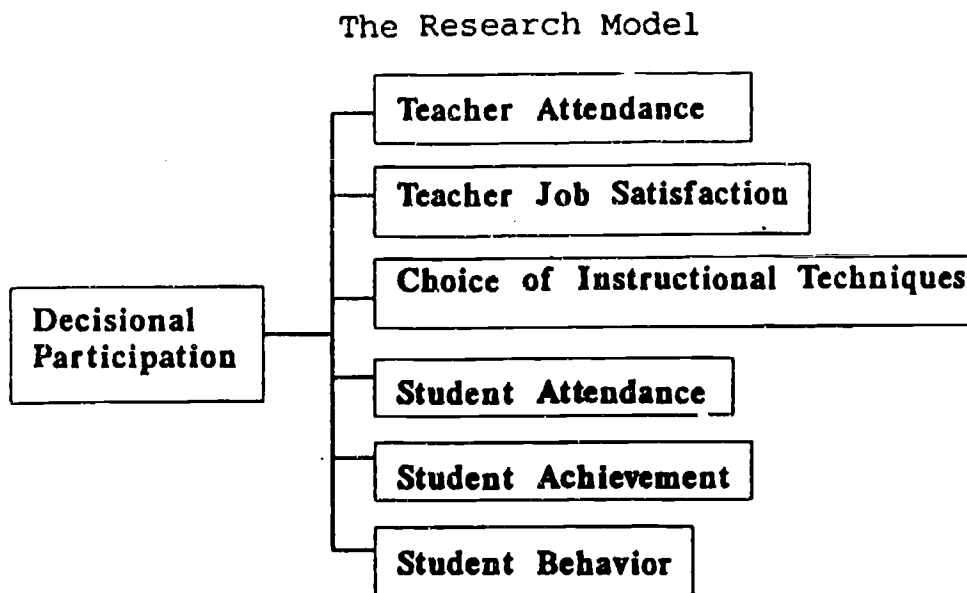 The Research Model
Teacher Attendance
Teacher Job Satisfaction
Choice of Instructional Techniques
Decisional
Participation
Student Attendance
Student Achievement
Student Behavior